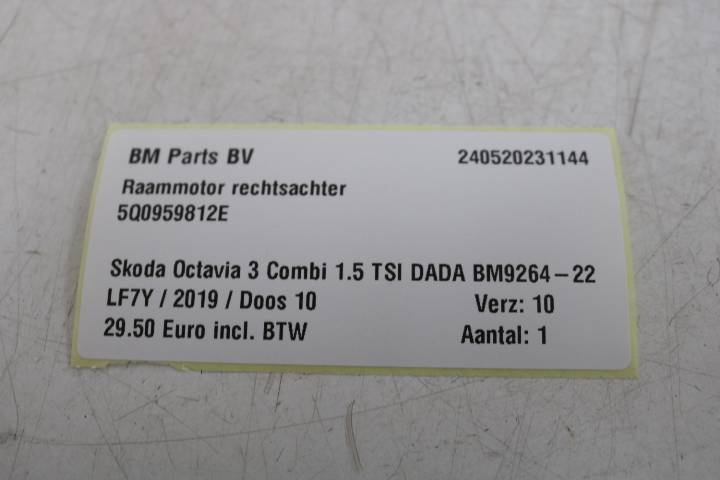 BM Parts BV 240520231144
Raammotor rechtsachter
5Q0959812E
Skoda Octavia 3 Combi 1.5 TSI DADA BM9264-22
LF7Y / 2019 / Doos 10 Verz: 10
29.50 Euro incl. BTW Aantal: 1